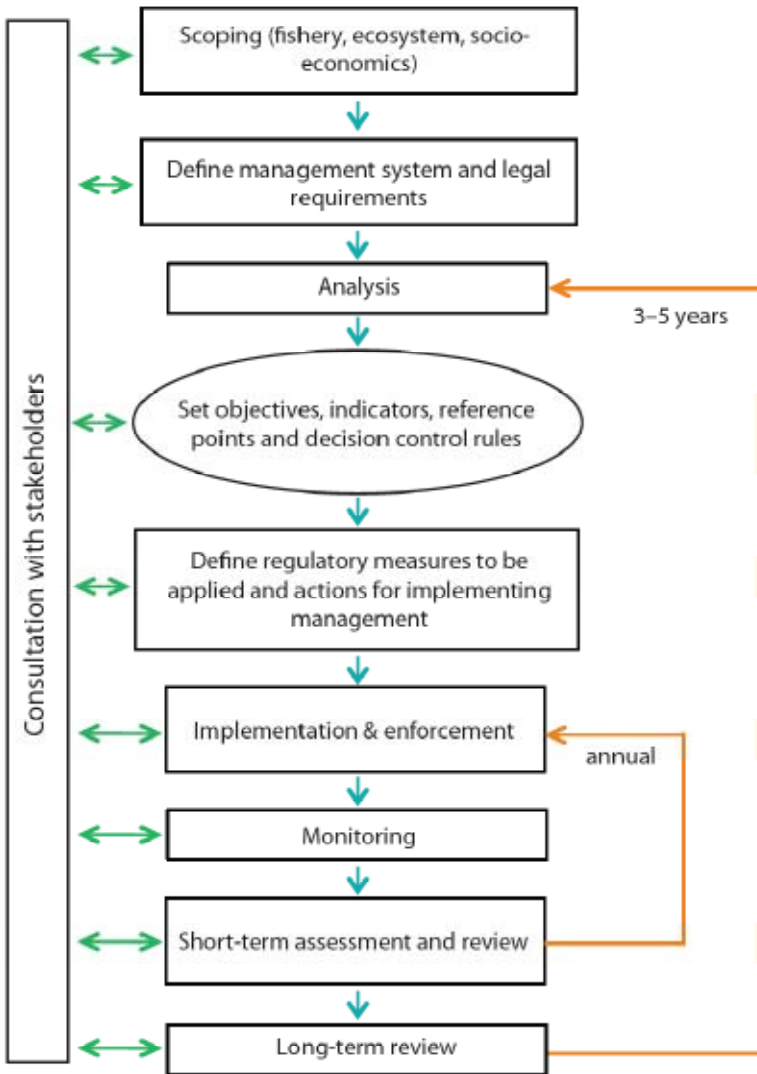 Consultation with stakeholders
Scoping (fishery, ecosystem, socio-
economics)
Define management system and legal
requirements
Analysis
3–5 years
Set objectives, indicators, reference
points and decision control rules
Define regulatory measures to be
applied and actions for implementing
management
Implementation & enforcement
annual
Monitoring
Short-term assessment and review
Long-term review